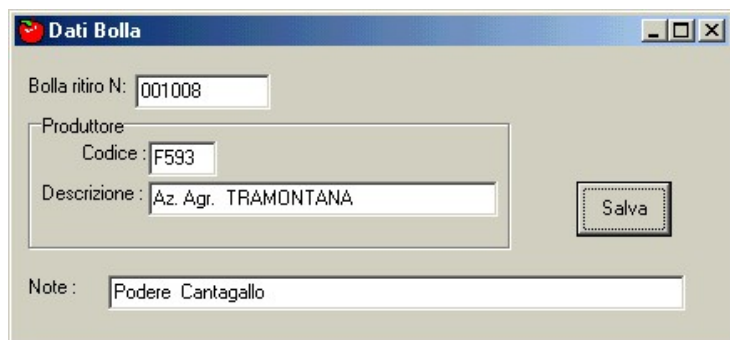 Dati Bolla
Bolla ritiro N: 001008
Produttore
Codice : F593
Descrizione : Az. Agr. TRAMONTANA
Salva
Note : Podere Cantagallo